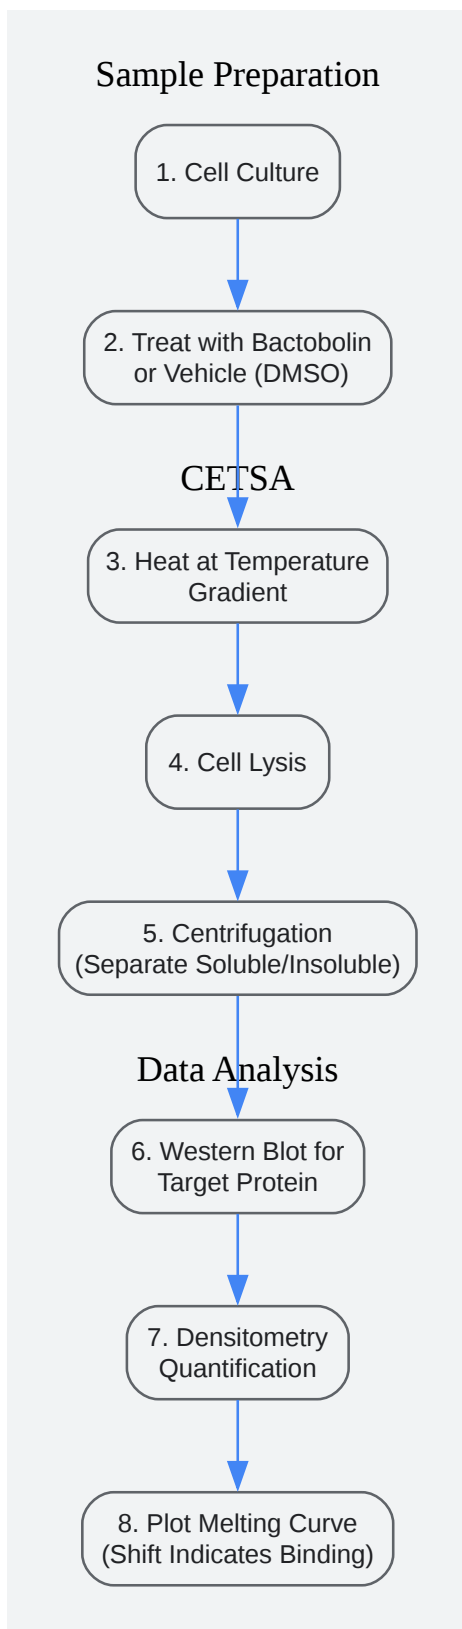 Sample Preparation
1. Cell Culture
2. Treat with Bactobolin
or Vehicle (DMSO)
CETSA
3. Heat at Temperature
Gradient
4. Cell Lysis
5. Centrifugation
(Separate Soluble/Insoluble)
Data Analysis
6. Western Blot for
Target Protein
7. Densitometry
Quantification
8. Plot Melting Curve
(Shift Indicates Binding)